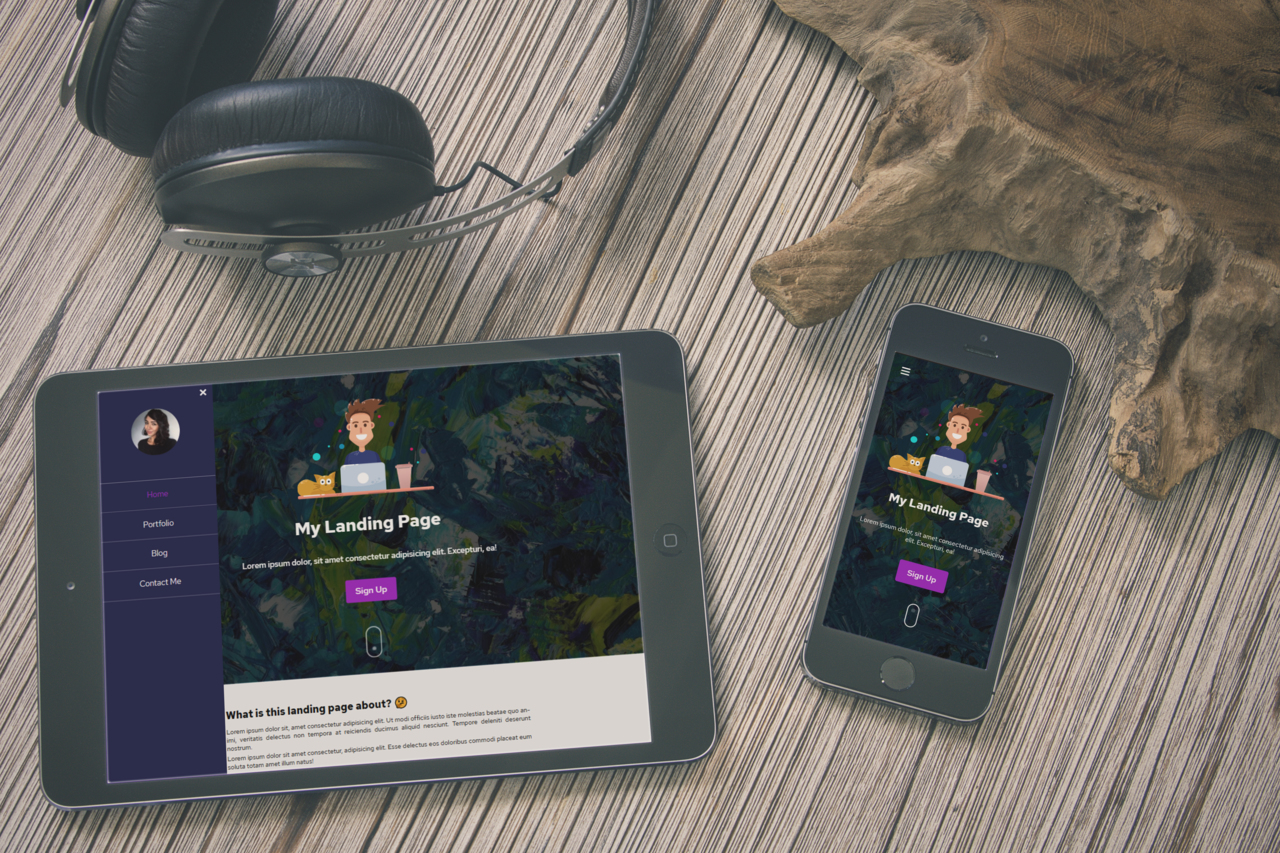 ×
Home
Portfolio
Blog
Contact Me
My Landing Page
Lorem ipsum dolor, sit amet consectetur adipisicing elit. Excepturi, ea!
Sign Up
What is this landing page about? 🤔
Lorem ipsum dolor sit, amet consectetur adipisicing elit. Ut modi officiis iusto iste molestias beatae quo an-
imi, veritatis delectus non tempore et reiciendis ducimus aliquid nesciunt. Tempore deleniti deserunt
nostrum.
Lorem ipsum dolor sit amet consectetur, adipisicing elit. Esse delectus eos doloribus commodi placeat eum
soluta totam amet illum natus!
My Landing Page
Lorem ipsum dolor, sit amet consectetur adipisicing
elit. Excepturi, ea!
Sign Up